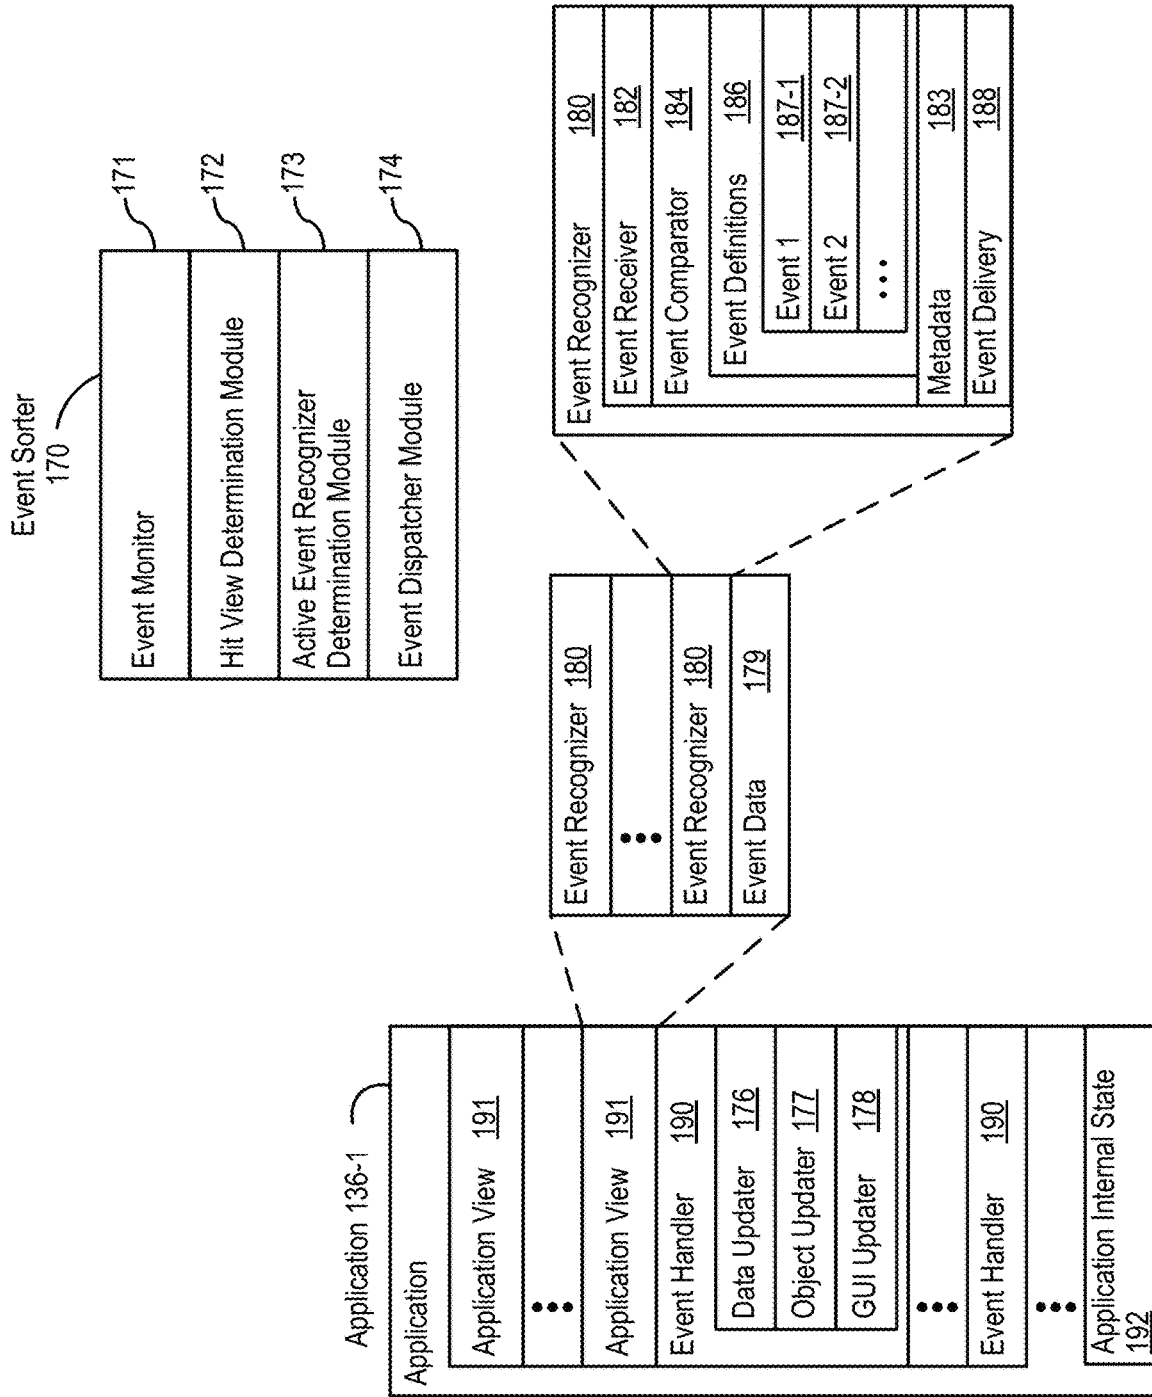 Event Sorter
170
Event Monitor
171
Hit View Determination Module
172
Active Event Recognizer
Determination Module
173
Event Dispatcher Module
174
Application 136-1
Application
Application View 191
•••
Application View 191
Event Handler 190
Data Updater 176
Object Updater 177
GUI Updater 178
•••
Event Handler 190
•••
Application Internal State
192
Event Recognizer 180
•••
Event Recognizer 180
Event Data 179
Event Recognizer 180
Event Receiver 182
Event Comparator 184
Event Definitions 186
Event 1 187-1
Event 2 187-2
•••
Metadata 183
Event Delivery 188